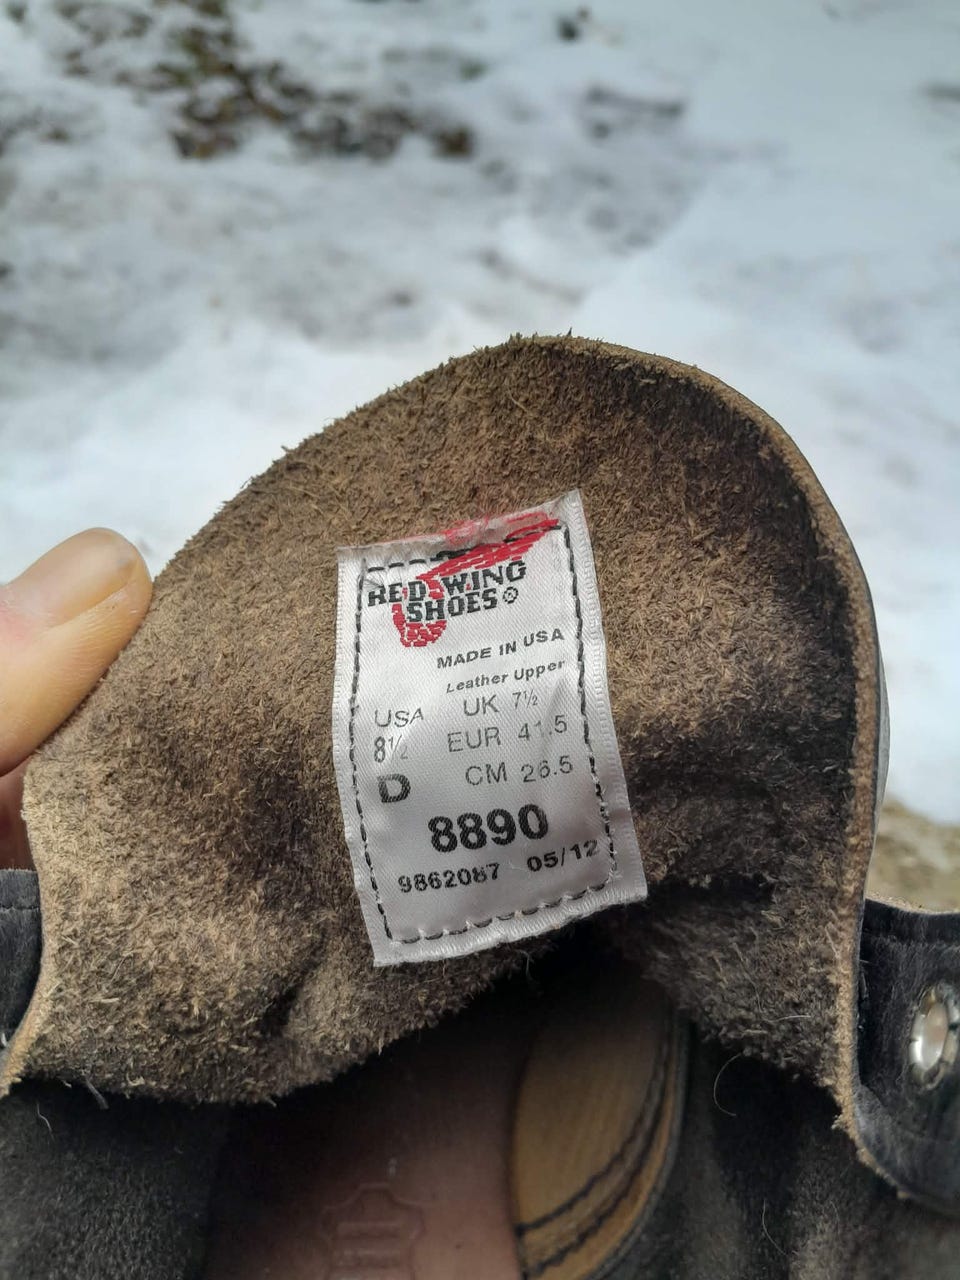 RED WING
SHOES®
MADE IN USA
Leather Upper
USA UK 7½
8½ EUR 41.5
D CM 26.5
8890
9862087 05/12